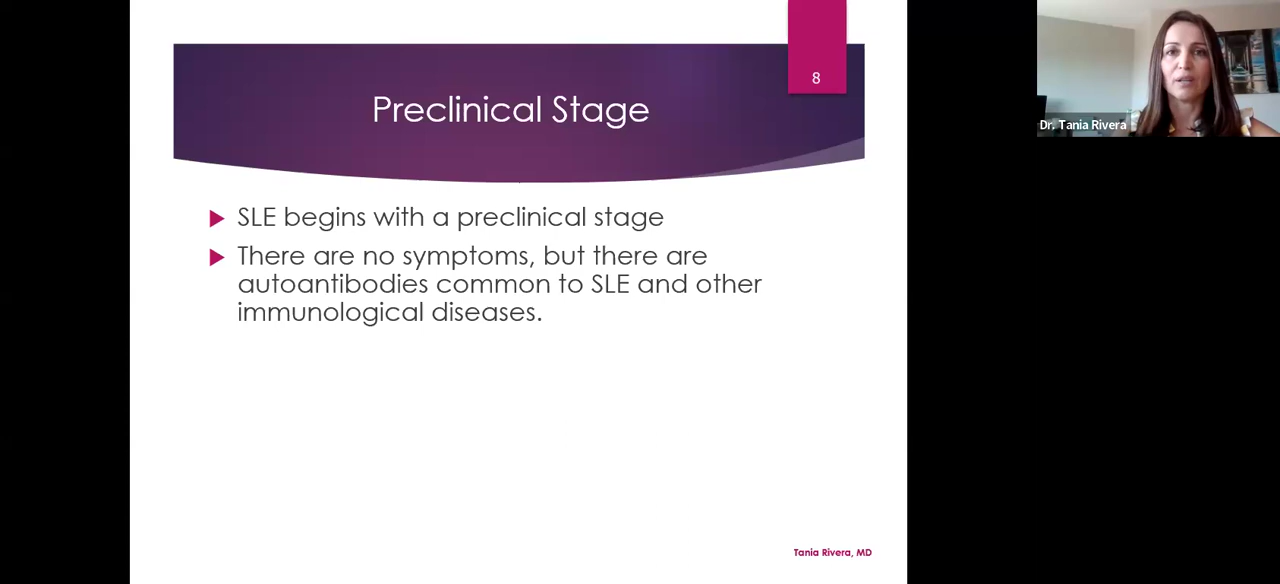 8
Preclinical Stage
SLE begins with a preclinical stage
There are no symptoms, but there are
autoantibodies common to SLE and other
immunological diseases.
Tania Rivera, MD
Dr. Tania Rivera